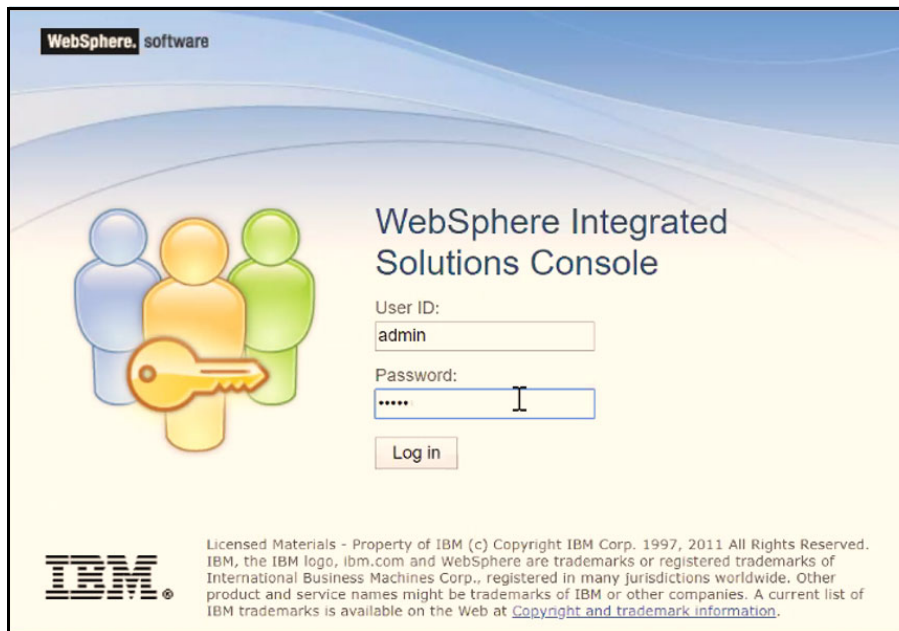 WebSphere. software
WebSphere Integrated
Solutions Console
User ID:
admin
Password:
•••••
Log in
IBM®
Licensed Materials - Property of IBM (c) Copyright IBM Corp. 1997, 2011 All Rights Reserved.
IBM, the IBM logo, ibm.com and WebSphere are trademarks or registered trademarks of
International Business Machines Corp., registered in many jurisdictions worldwide. Other
product and service names might be trademarks of IBM or other companies. A current list of
IBM trademarks is available on the Web at Copyright and trademark information.